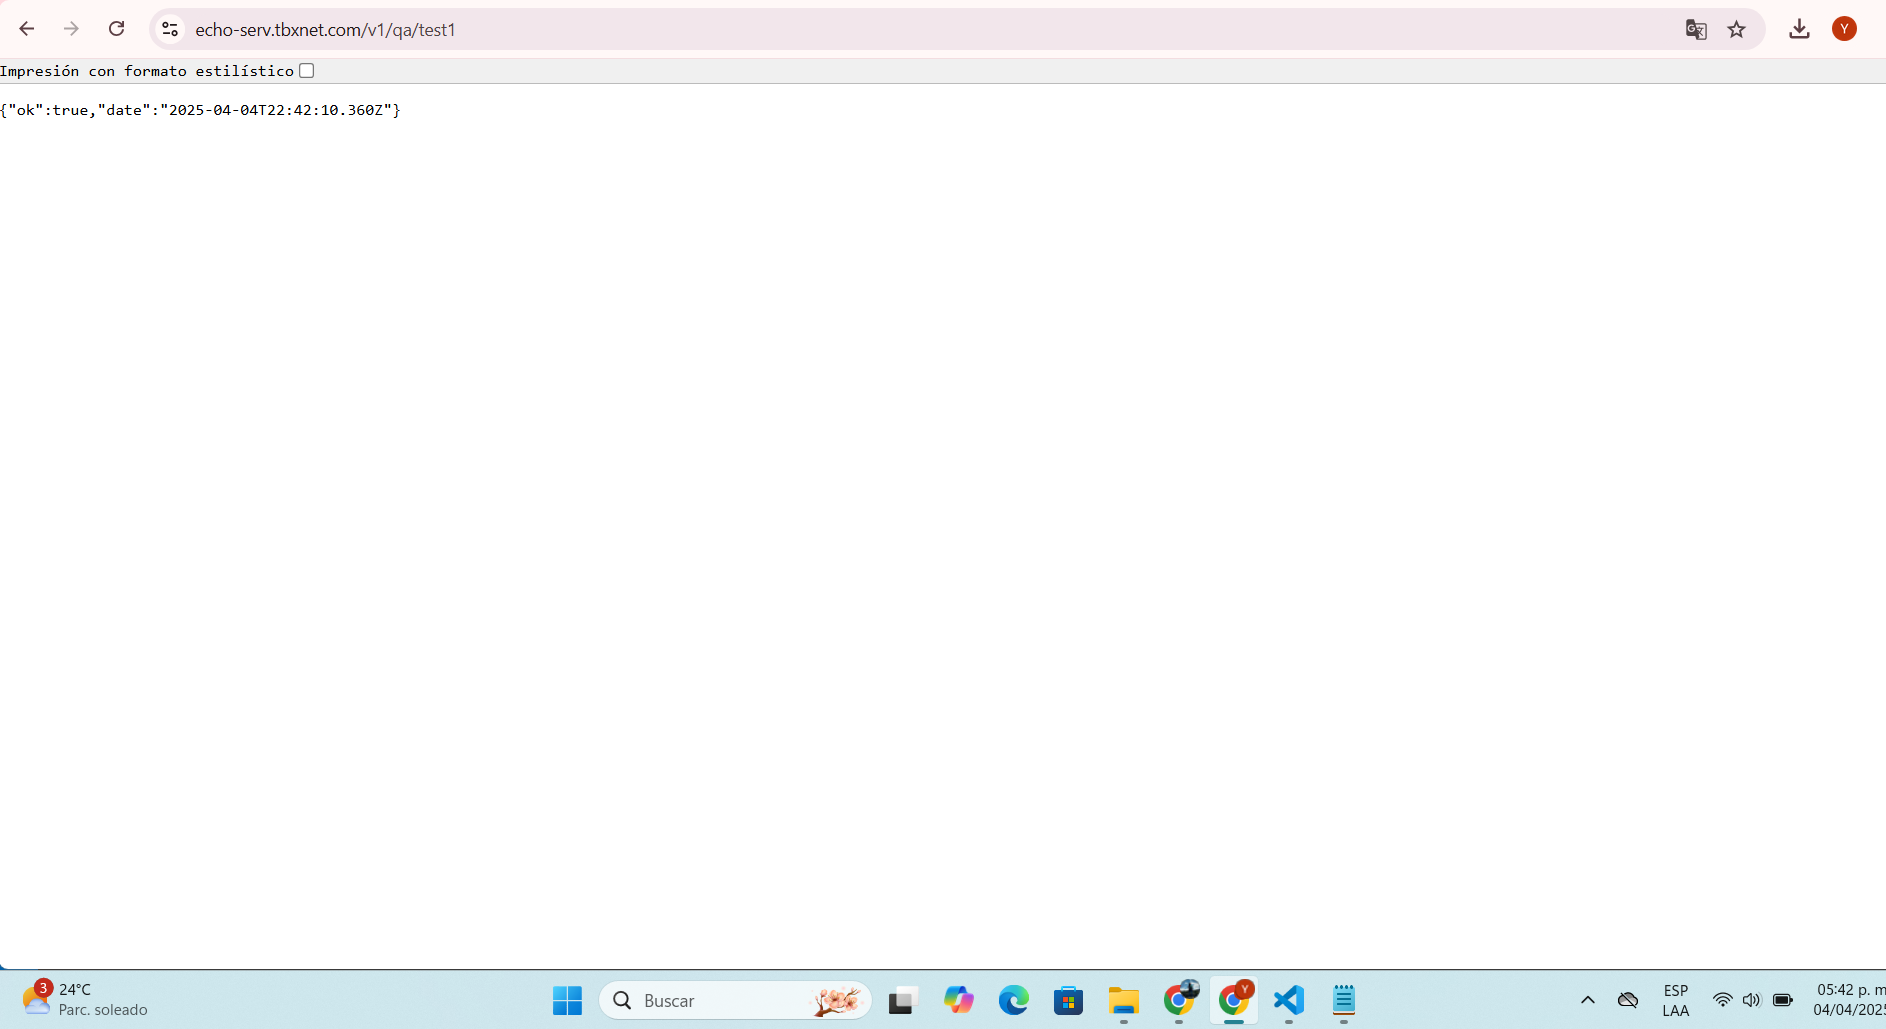 echo-serv.tbxnet.com/v1/qa/test1
Y
Impresión con formato estilístico
{"ok":true,"date":"2025-04-04T22:42:10.360Z"}
3
24°C
Parc. soleado
Buscar
Y
ESP
LAA
05:42 p. m
04/04/2025